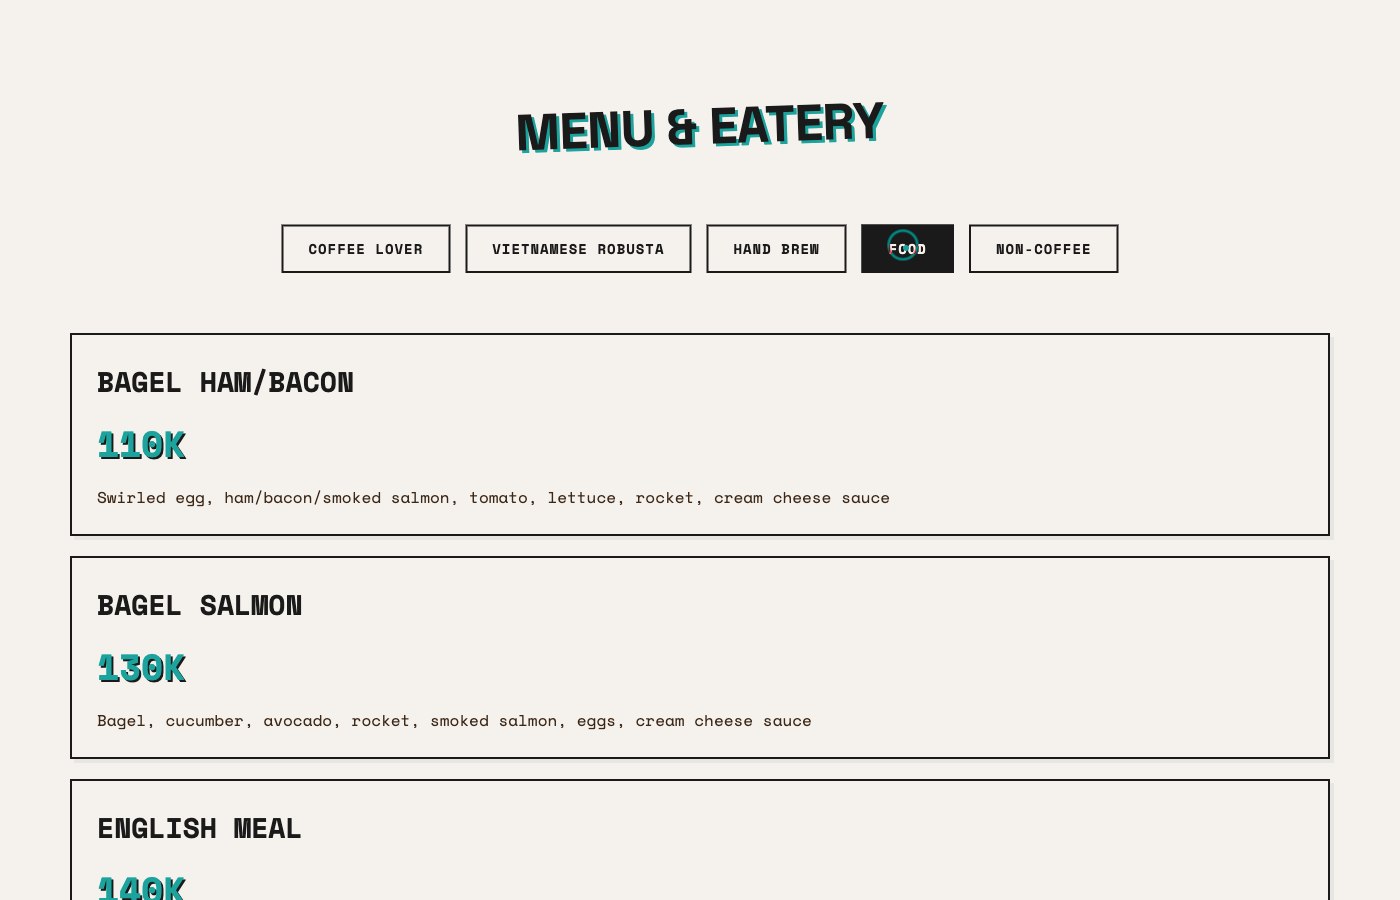 MENU & EATERY
COFFEE LOVER
VIETNAMESE ROBUSTA
HAND BREW
FOOD
NON-COFFEE
BAGEL HAM/BACON
110K
Swirled egg, ham/bacon/smoked salmon, tomato, lettuce, rocket, cream cheese sauce
BAGEL SALMON
130K
Bagel, cucumber, avocado, rocket, smoked salmon, eggs, cream cheese sauce
ENGLISH MEAL
140K